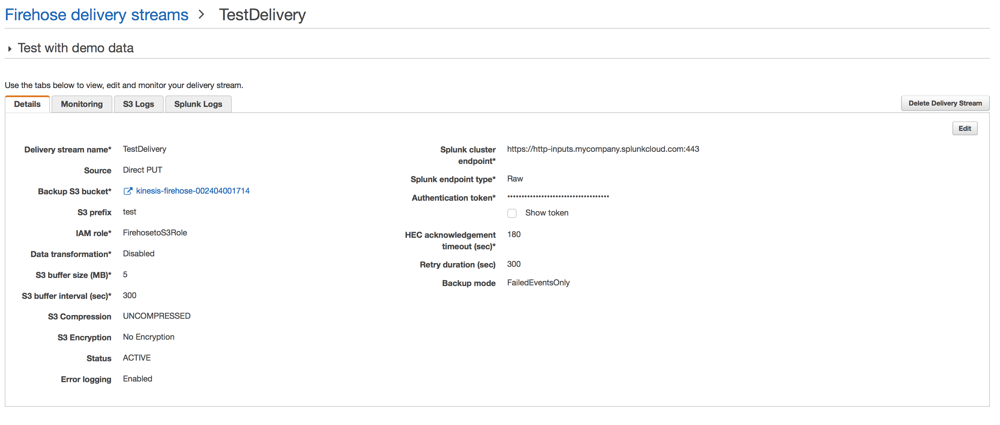 Firehose delivery streams > TestDelivery
Test with demo data
Use the tabs below to view, edit and monitor your delivery stream.
Details Monitoring S3 Logs Splunk Logs Delete Delivery Stream
Edit
Delivery stream name* TestDelivery
Source Direct PUT
Backup S3 bucket* kinesis-firehose-002404001714
S3 prefix test
IAM role* FirehosetoS3Role
Data transformation* Disabled
S3 buffer size (MB)* 5
S3 buffer interval (sec)* 300
S3 Compression UNCOMPRESSED
S3 Encryption No Encryption
Status ACTIVE
Error logging Enabled
Splunk cluster https://http-inputs.mycompany.splunkcloud.com:443
endpoint*
Splunk endpoint type* Raw
Authentication token* ••••••••••••••••••••••••••••••••••••
Show token
HEC acknowledgement 180
timeout (sec)*
Retry duration (sec) 300
Backup mode FailedEventsOnly